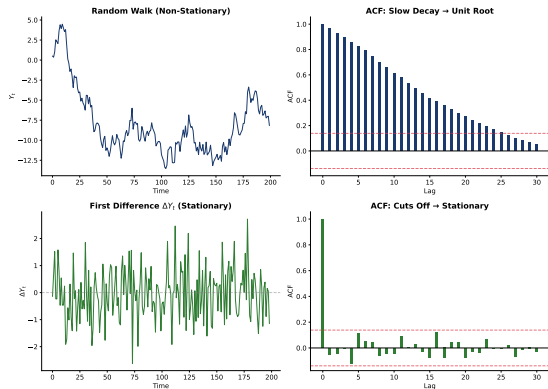 Random Walk (Non-Stationary)
5.0
2.5
0.0
−2.5
−5.0
−7.5
−10.0
−12.5
Yt
0 25 50 75 100 125 150 175 200
Time
ACF: Slow Decay → Unit Root
1.0
0.8
0.6
0.4
0.2
0.0
ACF
0 5 10 15 20 25 30
Lag
First Difference ΔYt (Stationary)
2
1
0
−1
−2
ΔYt
0 25 50 75 100 125 150 175 200
Time
ACF: Cuts Off → Stationary
1.0
0.8
0.6
0.4
0.2
0.0
ACF
0 5 10 15 20 25 30
Lag